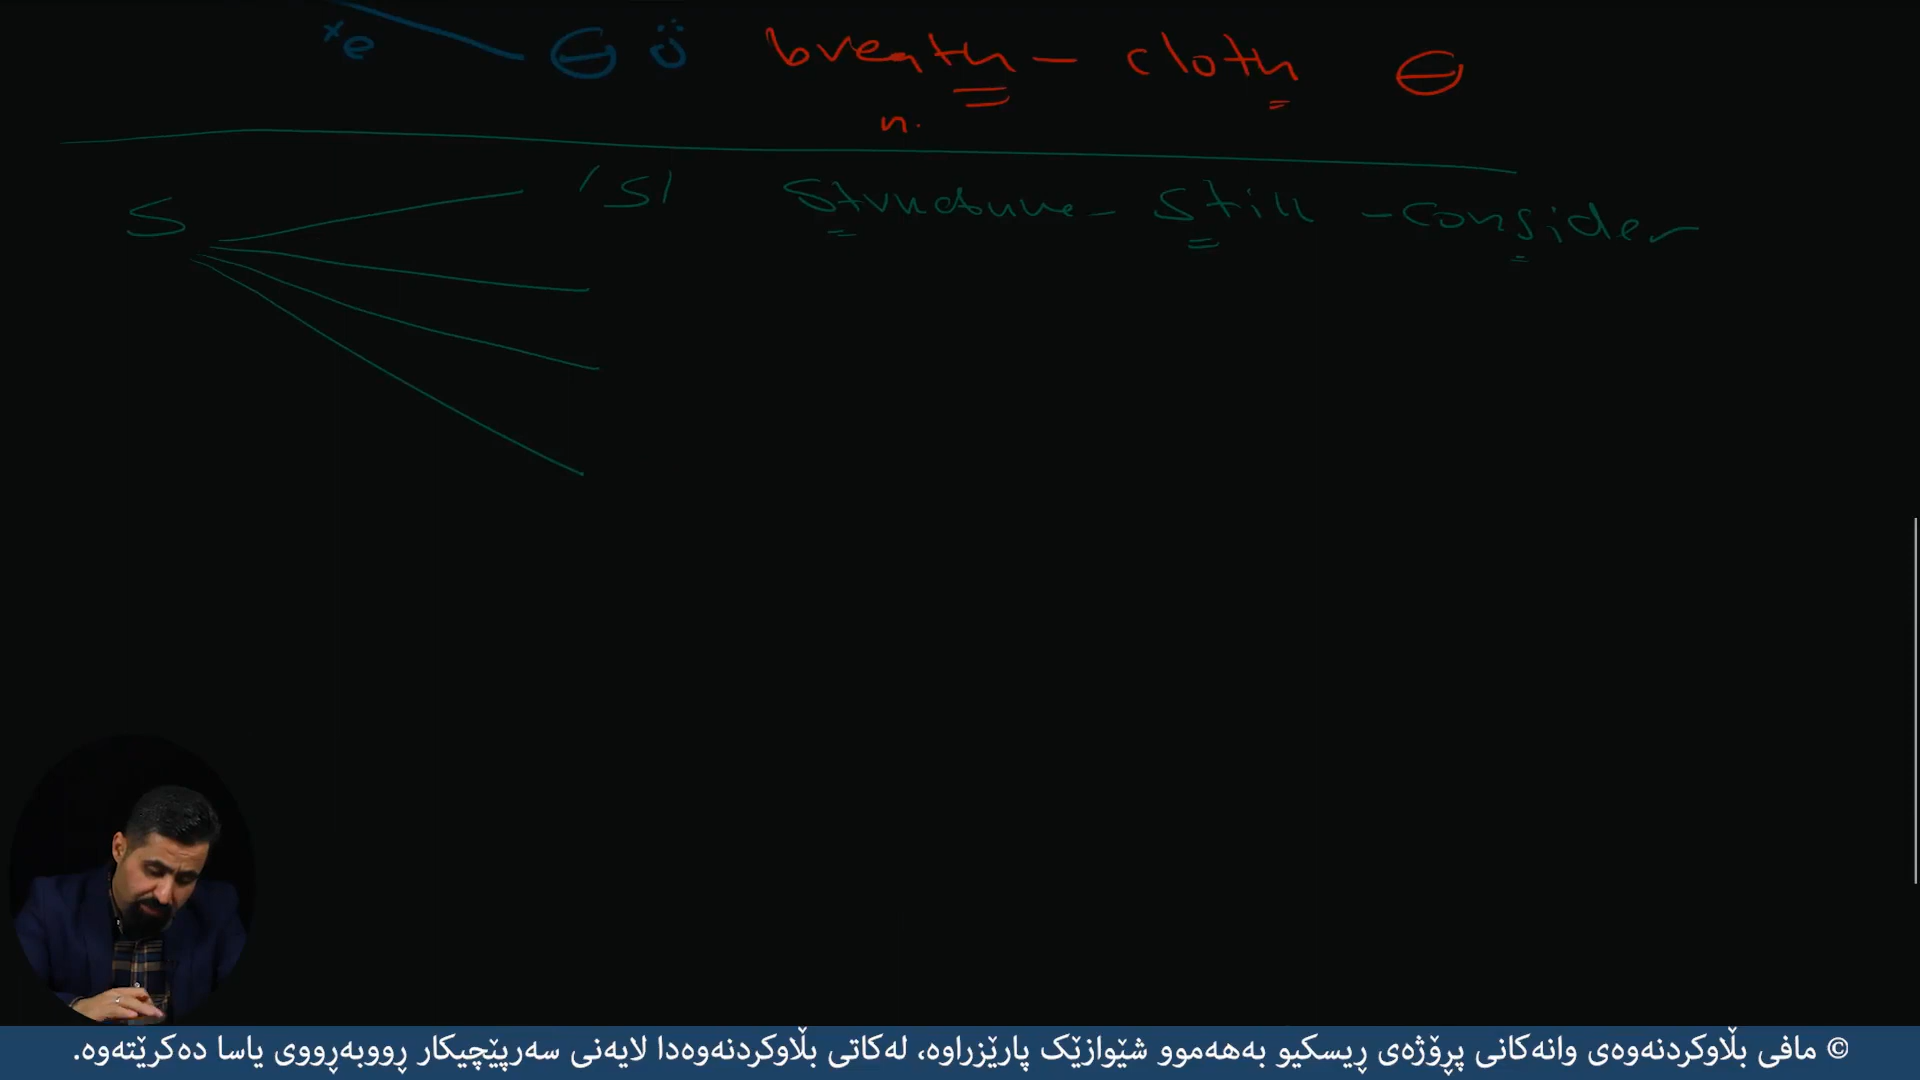 xe θ ü breath - cloth θ
n.
S /s/ structure - still - consider
© مافی بڵاوکردنەوەی وانەکانی پڕۆژەی ڕیسکیو بەهەموو شێوازێک پارێزراوە، لەکاتی بڵاوکردنەوەدا لایەنی سەرپێچیکار ڕووبەڕووی یاسا دەکرێتەوە.